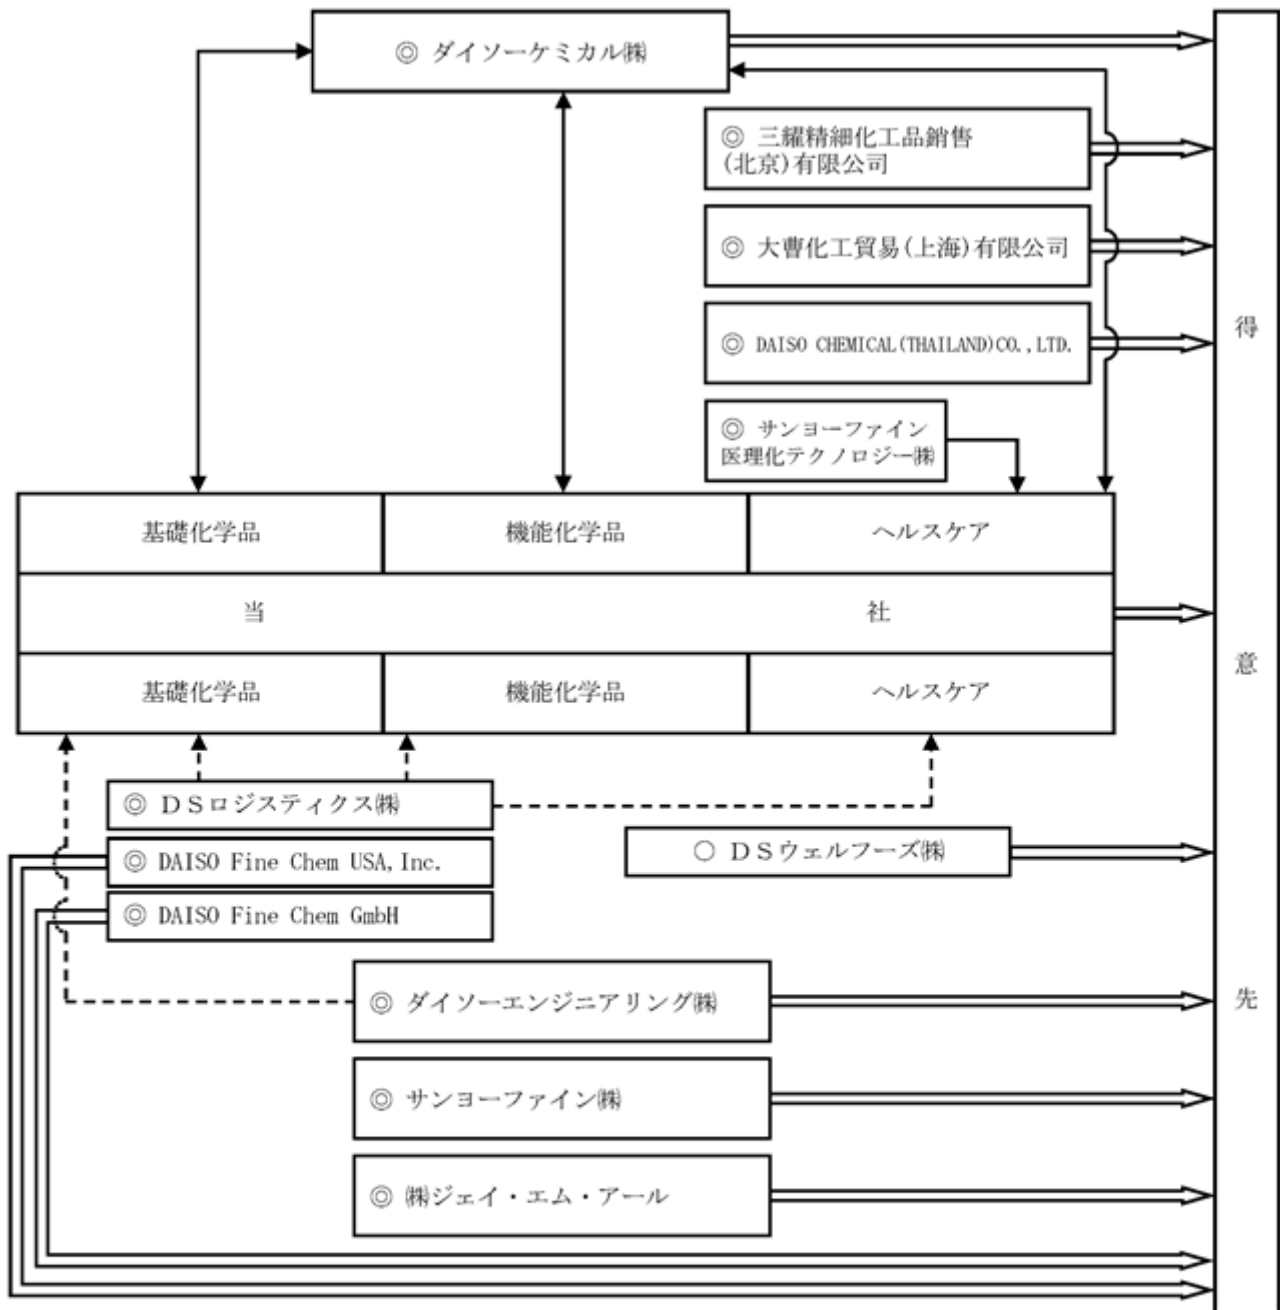 ◎ ダイソーケミカル㈱
◎ 三耀精細化工品銷售
(北京)有限公司
◎ 大曹化工貿易(上海)有限公司
◎ DAISO CHEMICAL(THAILAND)CO.,LTD.
◎ サンヨーファイン
医理化テクノロジー㈱
基礎化学品
機能化学品
ヘルスケア
当社
基礎化学品
機能化学品
ヘルスケア
◎ ＤＳロジスティクス㈱
◎ DAISO Fine Chem USA,Inc.
◎ DAISO Fine Chem GmbH
○ ＤＳウェルフーズ㈱
◎ ダイソーエンジニアリング㈱
◎ サンヨーファイン㈱
◎ ㈱ジェイ・エム・アール
得意先